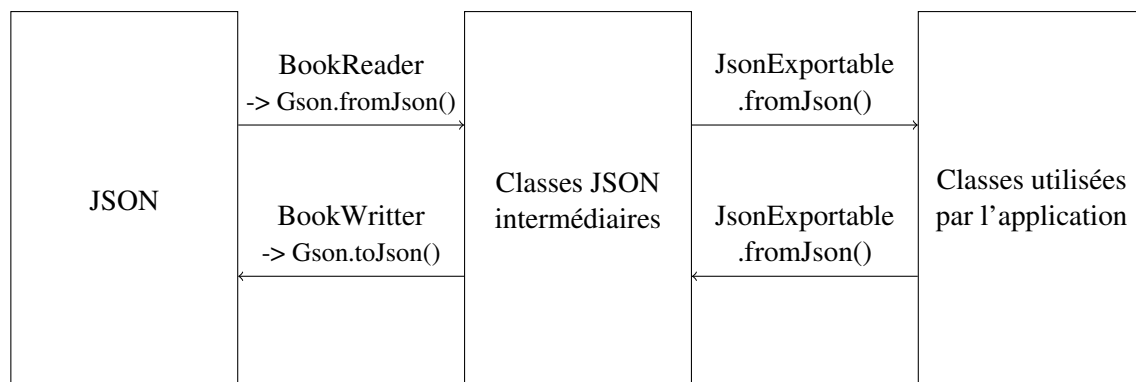 JSON
BookReader
-> Gson.fromJson()
BookWritter
-> Gson.toJson()
Classes JSON
intermédiaires
JsonExportable
.fromJson()
JsonExportable
.fromJson()
Classes utilisées
par l'application